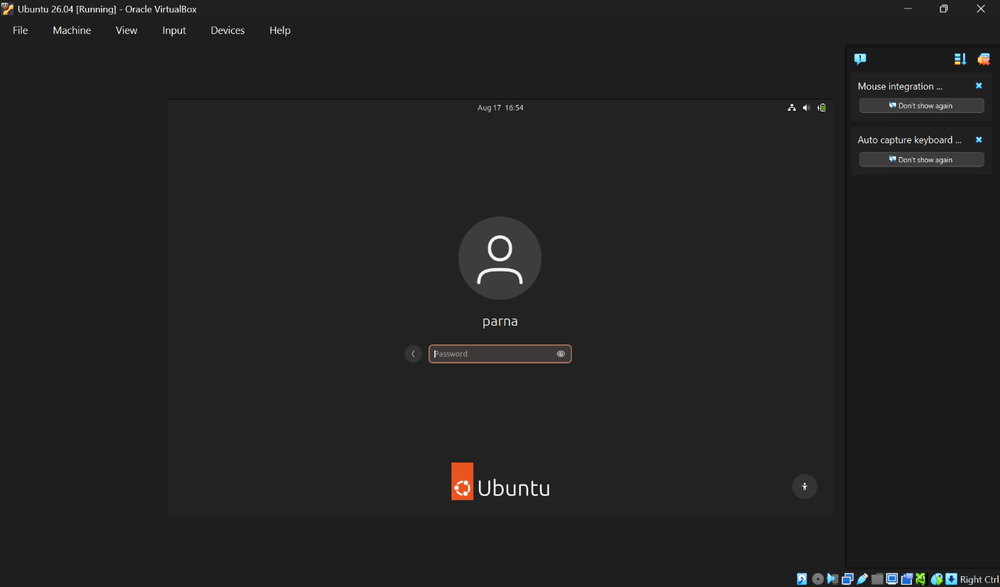 Ubuntu 26.04 [Running] - Oracle VirtualBox
File Machine View Input Devices Help
Mouse integration ...
Don't show again
Auto capture keyboard ...
Don't show again
Aug 17 16:54
parna
Password
Ubuntu
Right Ctrl